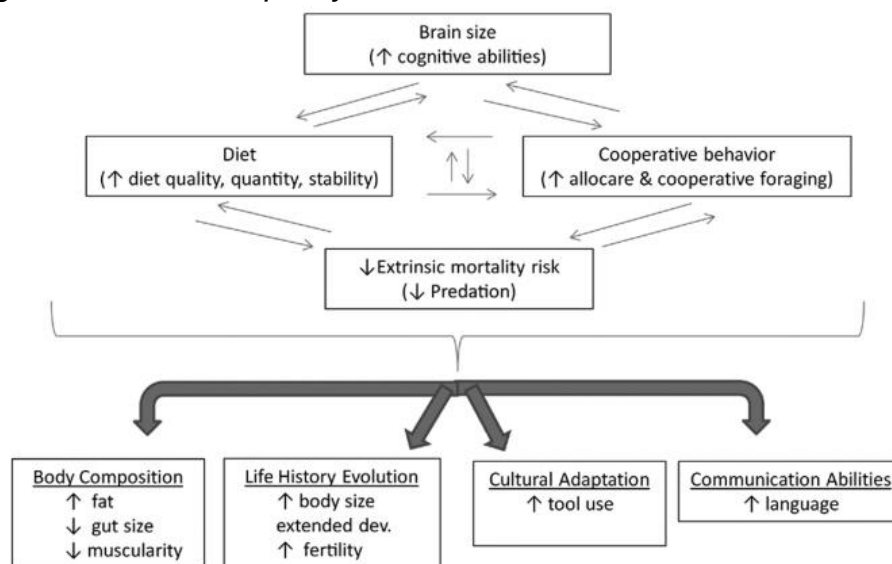 Brain size
(↑ cognitive abilities)
Diet
(↑ diet quality, quantity, stability)
Cooperative behavior
(↑ allocare & cooperative foraging)
↓Extrinsic mortality risk
(↓ Predation)
Body Composition
↑ fat
↓ gut size
↓ muscularity
Life History Evolution
↑ body size
extended dev.
↑ fertility
Cultural Adaptation
↑ tool use
Communication Abilities
↑ language